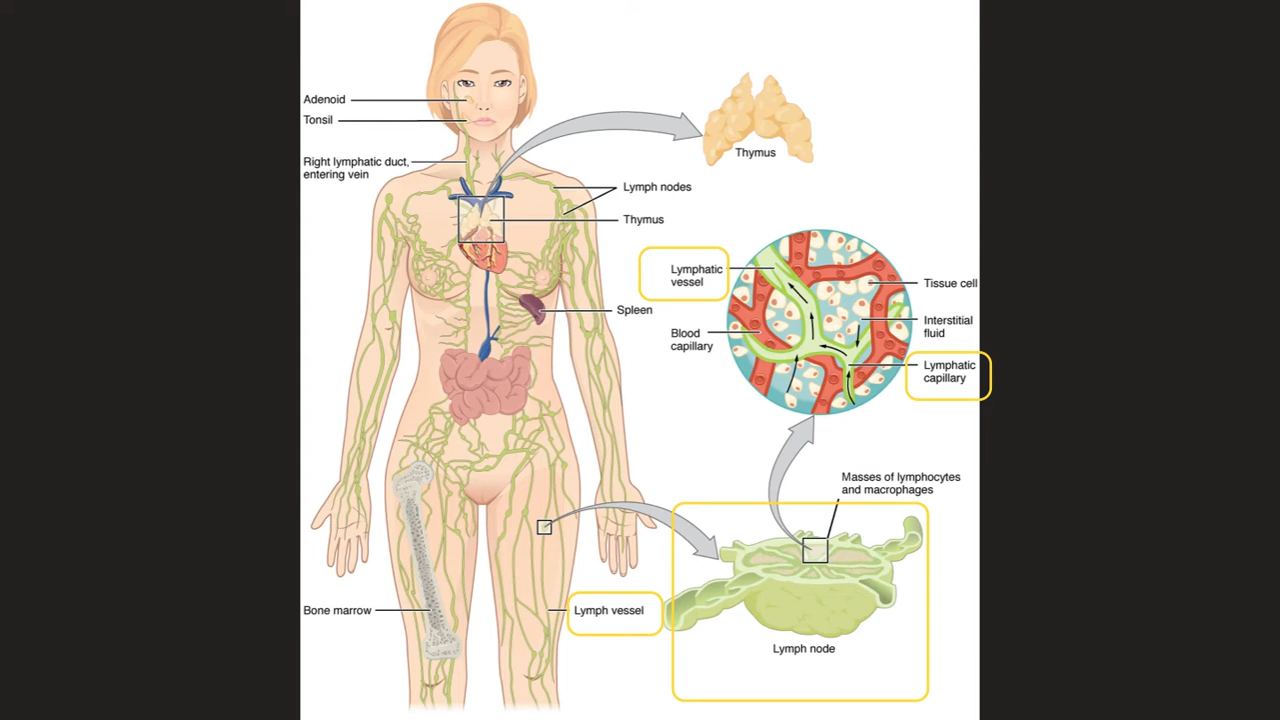 Adenoid
Tonsil
Right lymphatic duct,
entering vein
Thymus
Lymph nodes
Thymus
Lymphatic
vessel
Tissue cell
Spleen
Interstitial
fluid
Blood
capillary
Lymphatic
capillary
Masses of lymphocytes
and macrophages
Bone marrow
Lymph vessel
Lymph node